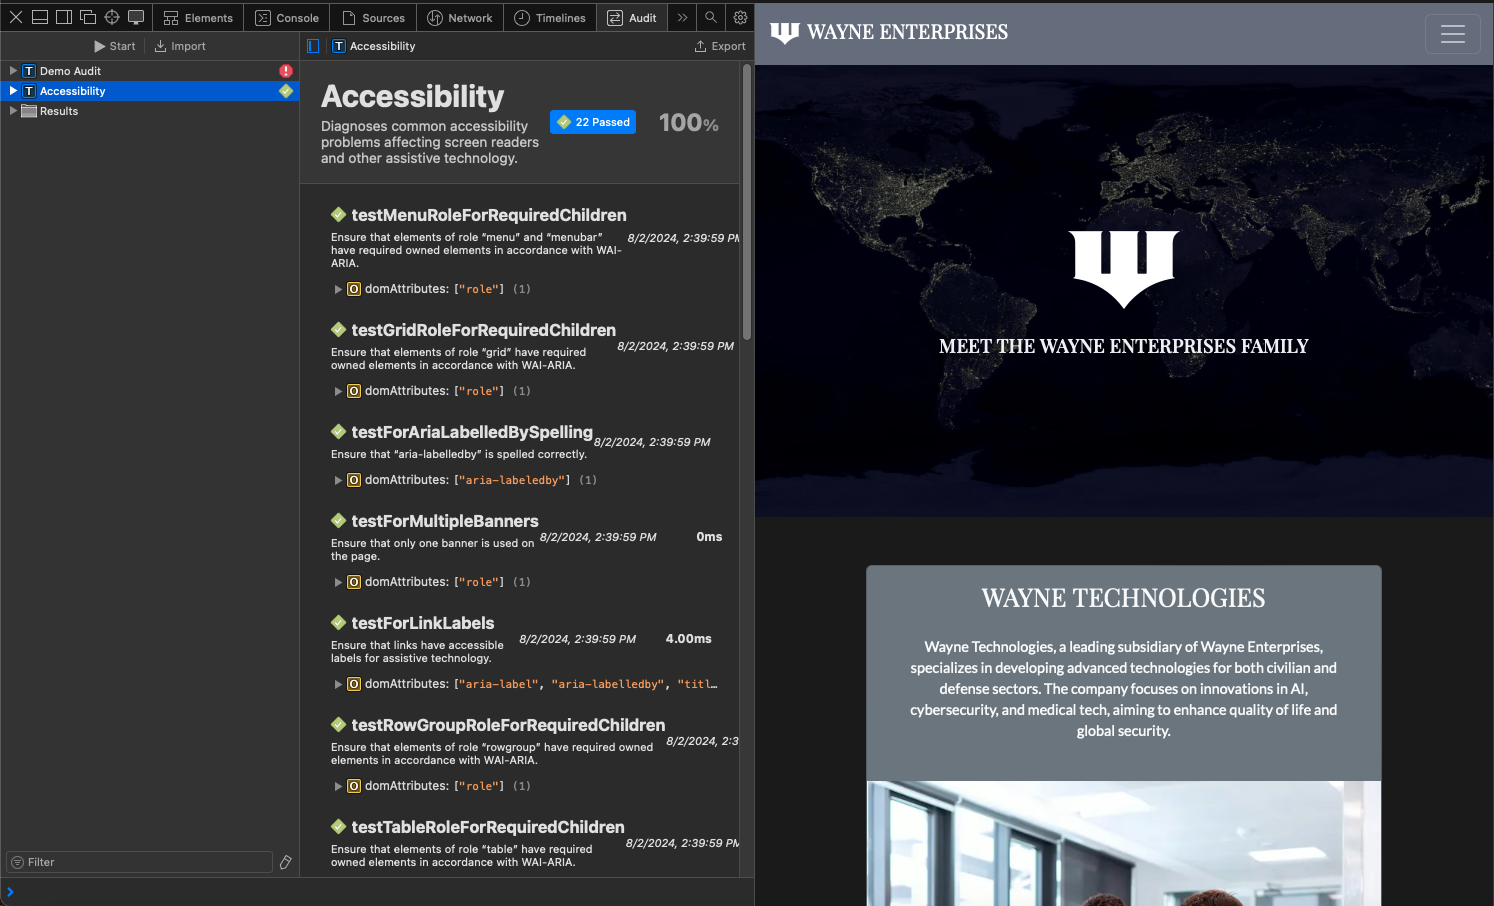 Elements
Console
Sources
Network
Timelines
Audit
Start
Import
T Accessibility
Export
T Demo Audit
T Accessibility
Results
Accessibility
Diagnoses common accessibility
problems affecting screen readers
and other assistive technology.
22 Passed
100%
testMenuRoleForRequiredChildren
Ensure that elements of role “menu” and “menubar”
have required owned elements in accordance with WAI-
ARIA.
8/2/2024, 2:39:59 PM
O domAttributes: ["role"] (1)
testGridRoleForRequiredChildren
Ensure that elements of role “grid” have required
owned elements in accordance with WAI-ARIA.
8/2/2024, 2:39:59 PM
O domAttributes: ["role"] (1)
testForAriaLabelledBySpelling
Ensure that “aria-labelledby” is spelled correctly.
8/2/2024, 2:39:59 PM
O domAttributes: ["aria-labeledby"] (1)
testForMultipleBanners
Ensure that only one banner is used on
the page.
8/2/2024, 2:39:59 PM
0ms
O domAttributes: ["role"] (1)
testForLinkLabels
Ensure that links have accessible
labels for assistive technology.
8/2/2024, 2:39:59 PM
4.00ms
O domAttributes: ["aria-label", "aria-labelledby", "titl…
testRowGroupRoleForRequiredChildren
Ensure that elements of role “rowgroup” have required owned
elements in accordance with WAI-ARIA.
8/2/2024, 2:3
O domAttributes: ["role"] (1)
testTableRoleForRequiredChildren
Ensure that elements of role “table” have required
owned elements in accordance with WAI-ARIA.
8/2/2024, 2:39:59 PM
Filter
WAYNE ENTERPRISES
MEET THE WAYNE ENTERPRISES FAMILY
WAYNE TECHNOLOGIES
Wayne Technologies, a leading subsidiary of Wayne Enterprises,
specializes in developing advanced technologies for both civilian and
defense sectors. The company focuses on innovations in AI,
cybersecurity, and medical tech, aiming to enhance quality of life and
global security.